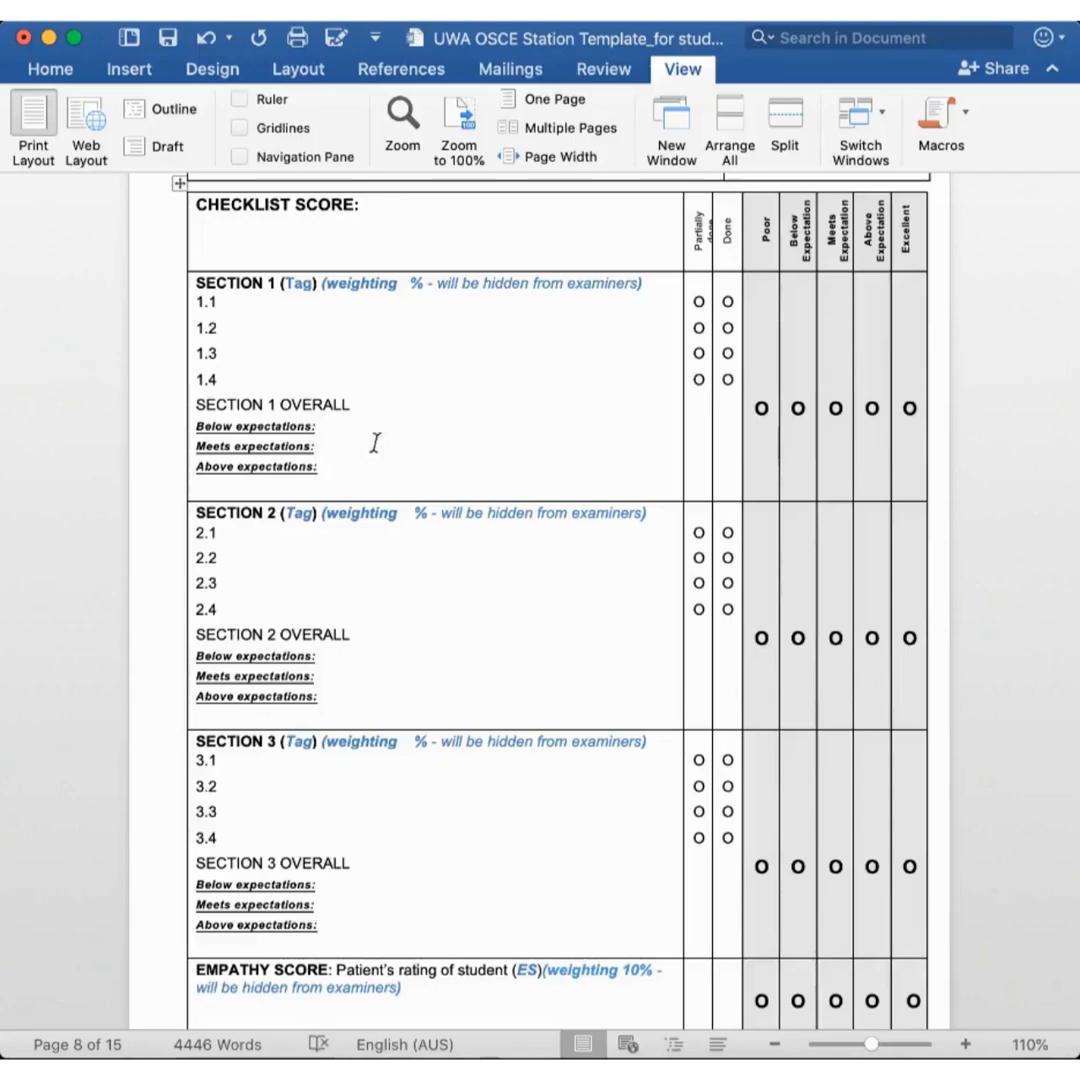 UWA OSCE Station Template_for stud...
Search in Document
Home Insert Design Layout References Mailings Review View Share
Print Layout
Web Layout
Outline
Draft
Ruler
Gridlines
Navigation Pane
Zoom
Zoom to 100%
100
One Page
Multiple Pages
Page Width
New Window
Arrange All
Split
Switch Windows
Macros
CHECKLIST SCORE:
Partially done
Done
Poor
Below Expectation
Meets Expectation
Above Expectation
Excellent
SECTION 1 (Tag) (weighting % - will be hidden from examiners)
1.1 O O
1.2 O O
1.3 O O
1.4 O O
SECTION 1 OVERALL O O O O O
Below expectations:
Meets expectations:
Above expectations:
SECTION 2 (Tag) (weighting % - will be hidden from examiners)
2.1 O O
2.2 O O
2.3 O O
2.4 O O
SECTION 2 OVERALL O O O O O
Below expectations:
Meets expectations:
Above expectations:
SECTION 3 (Tag) (weighting % - will be hidden from examiners)
3.1 O O
3.2 O O
3.3 O O
3.4 O O
SECTION 3 OVERALL O O O O O
Below expectations:
Meets expectations:
Above expectations:
EMPATHY SCORE: Patient's rating of student (ES)(weighting 10% -
will be hidden from examiners)
O O O O O
Page 8 of 15 4446 Words English (AUS) 110%